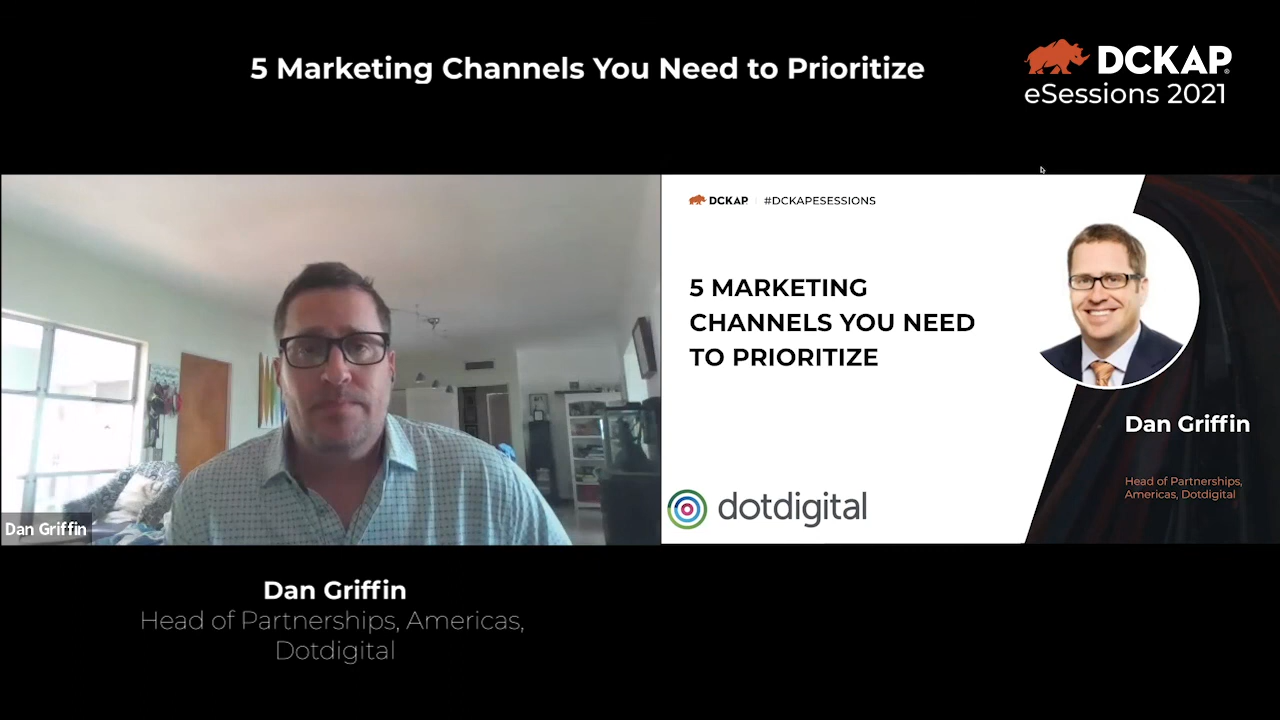 5 Marketing Channels You Need to Prioritize
DCKAP
eSessions 2021
DCKAP | #DCKAPESESSIONS
5 MARKETING
CHANNELS YOU NEED
TO PRIORITIZE
Dan Griffin
Head of Partnerships,
Americas, Dotdigital
dotdigital
Dan Griffin
Dan Griffin
Head of Partnerships, Americas,
Dotdigital